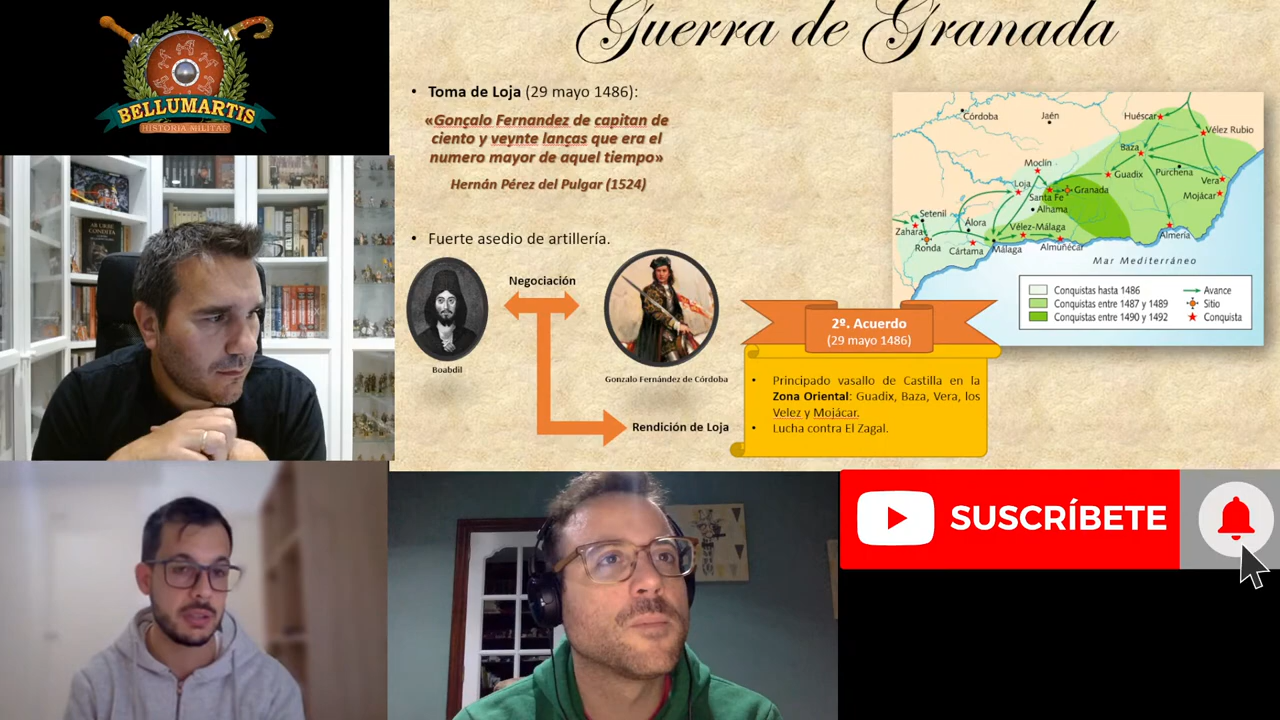 BELLUMARTIS
HISTORIA MILITAR
Guerra de Granada
• Toma de Loja (29 mayo 1486):
«Gonçalo Fernandez de capitan de
ciento y veynte lanças que era el
numero mayor de aquel tiempo»
Hernán Pérez del Pulgar (1524)
• Fuerte asedio de artillería.
Negociación
Boabdil
Gonzalo Fernández de Córdoba
Rendición de Loja
2º. Acuerdo
(29 mayo 1486)
• Principado vasallo de Castilla en la
Zona Oriental: Guadix, Baza, Vera, los
Velez y Mojácar.
• Lucha contra El Zagal.
Córdoba
Jaén
Huéscar
Vélez Rubio
Baza
Moclín
Purchena
Guadix
Vera
Loja
Granada
Mojácar
Santa Fe
Alhama
Setenil
Álora
Zahara
Vélez-Málaga
Almería
Ronda
Cártama
Málaga
Almuñécar
Mar Mediterráneo
Conquistas hasta 1486
Conquistas entre 1487 y 1489
Conquistas entre 1490 y 1492
Avance
Sitio
Conquista
SUSCRÍBETE